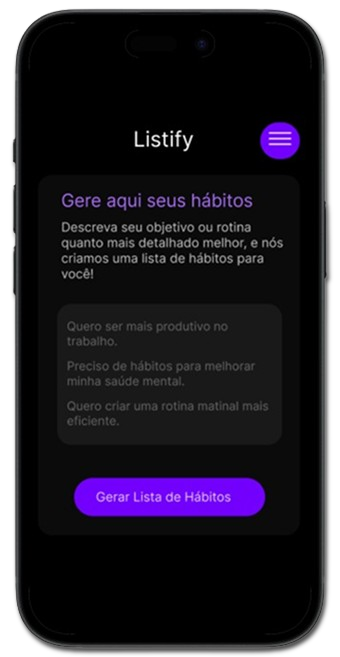 Listify
Gere aqui seus hábitos
Descreva seu objetivo ou rotina
quanto mais detalhado melhor, e nós
criamos uma lista de hábitos para
você!
Quero ser mais produtivo no
trabalho.
Preciso de hábitos para melhorar
minha saúde mental.
Quero criar uma rotina matinal mais
eficiente.
Gerar Lista de Hábitos